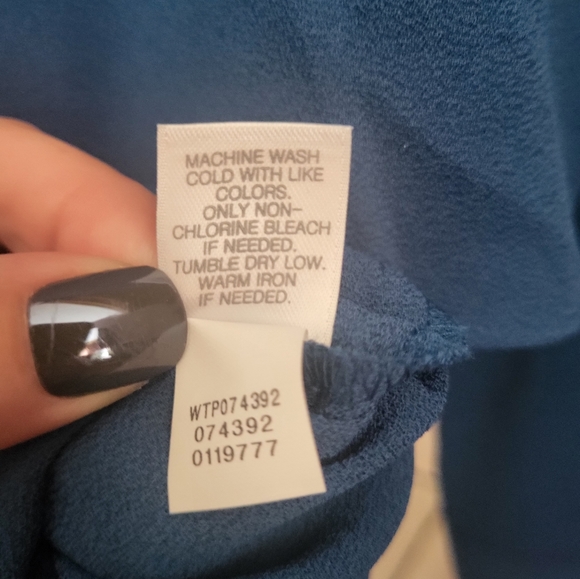 MACHINE WASH
COLD WITH LIKE
COLORS.
ONLY NON-
CHLORINE BLEACH
IF NEEDED.
TUMBLE DRY LOW.
WARM IRON
IF NEEDED.
WTP074392
074392
0119777